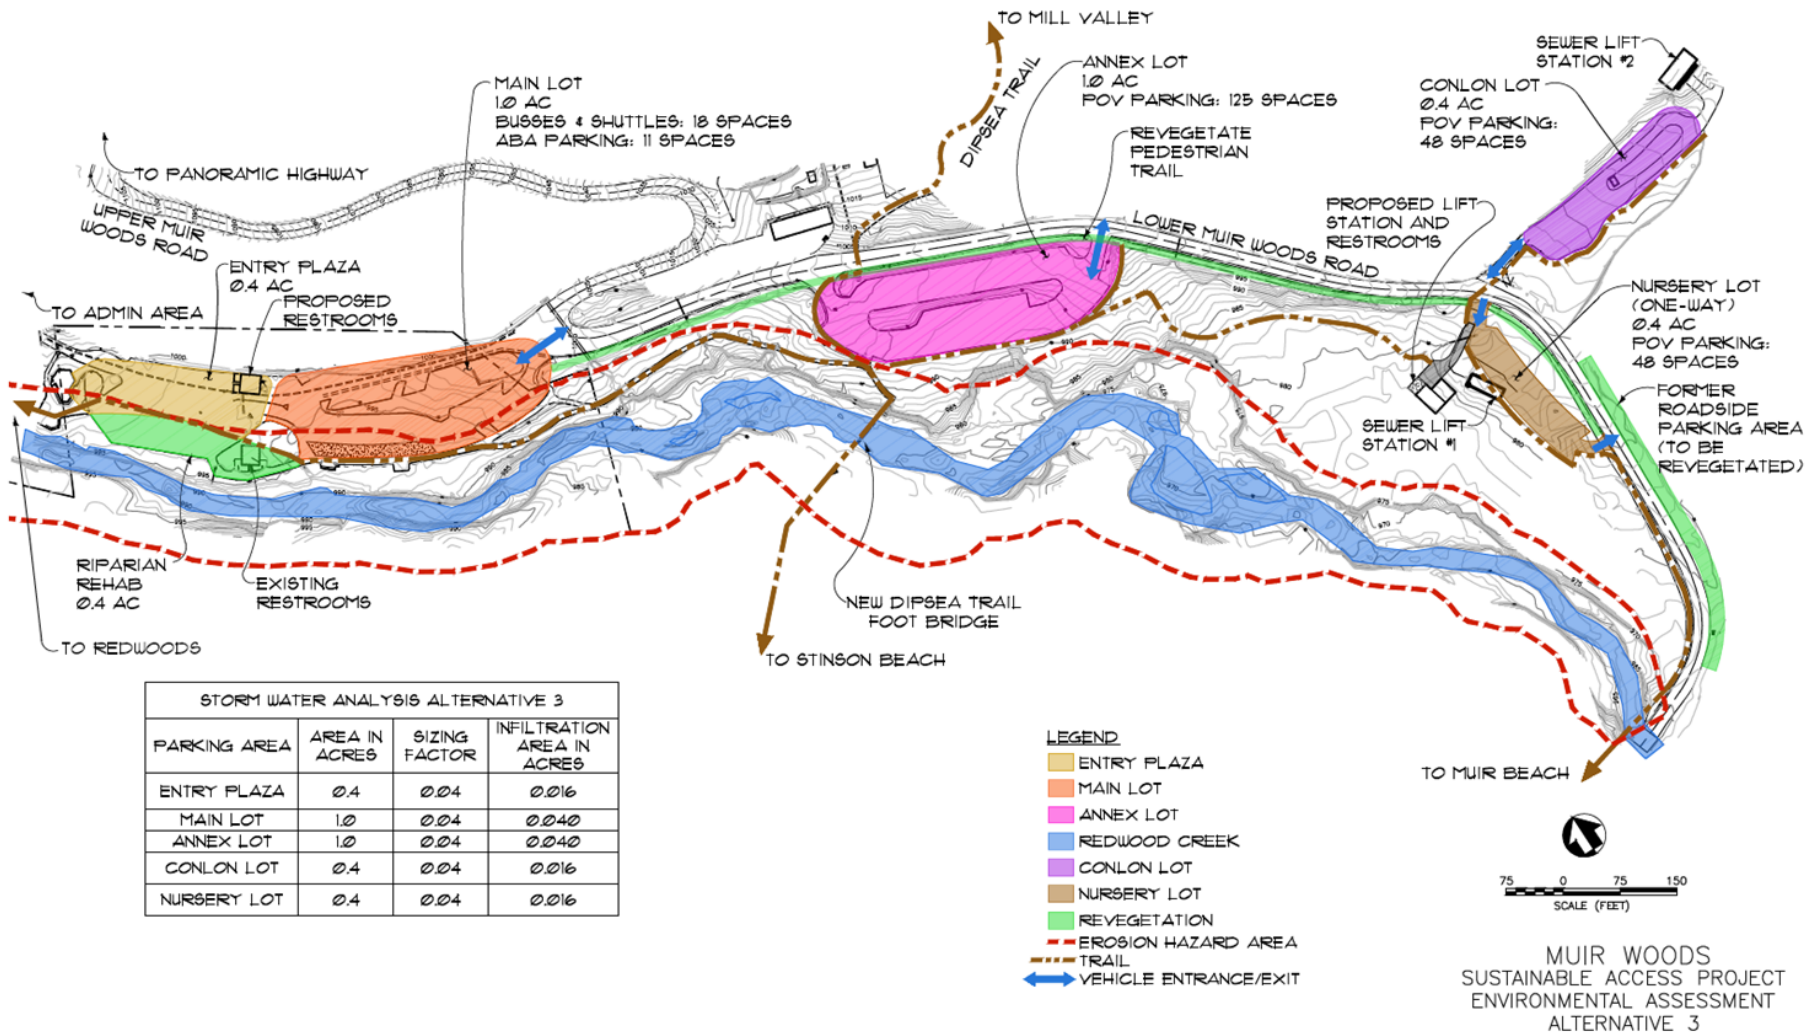 TO MILL VALLEY
DIPSEA TRAIL
MAIN LOT
1.0 AC
BUSSES & SHUTTLES: 18 SPACES
ABA PARKING: 11 SPACES
ANNEX LOT
1.0 AC
POV PARKING: 125 SPACES
REVEGETATE
PEDESTRIAN
TRAIL
SEWER LIFT
STATION #2
CONLON LOT
0.4 AC
POV PARKING:
48 SPACES
TO PANORAMIC HIGHWAY
UPPER MUIR
WOODS ROAD
LOWER MUIR WOODS ROAD
PROPOSED LIFT
STATION AND
RESTROOMS
ENTRY PLAZA
0.4 AC
PROPOSED
RESTROOMS
TO ADMIN AREA
NURSERY LOT
(ONE-WAY)
0.4 AC
POV PARKING:
48 SPACES
FORMER
ROADSIDE
PARKING AREA
(TO BE
REVEGETATED)
SEWER LIFT
STATION #1
RIPARIAN
REHAB
0.4 AC
EXISTING
RESTROOMS
NEW DIPSEA TRAIL
FOOT BRIDGE
TO REDWOODS
TO STINSON BEACH
TO MUIR BEACH
STORM WATER ANALYSIS ALTERNATIVE 3
PARKING AREA AREA IN ACRES SIZING FACTOR INFILTRATION AREA IN ACRES
ENTRY PLAZA 0.4 0.04 0.016
MAIN LOT 1.0 0.04 0.040
ANNEX LOT 1.0 0.04 0.040
CONLON LOT 0.4 0.04 0.016
NURSERY LOT 0.4 0.04 0.016
LEGEND
ENTRY PLAZA
MAIN LOT
ANNEX LOT
REDWOOD CREEK
CONLON LOT
NURSERY LOT
REVEGETATION
EROSION HAZARD AREA
TRAIL
VEHICLE ENTRANCE/EXIT
75 0 75 150
SCALE (FEET)
MUIR WOODS
SUSTAINABLE ACCESS PROJECT
ENVIRONMENTAL ASSESSMENT
ALTERNATIVE 3